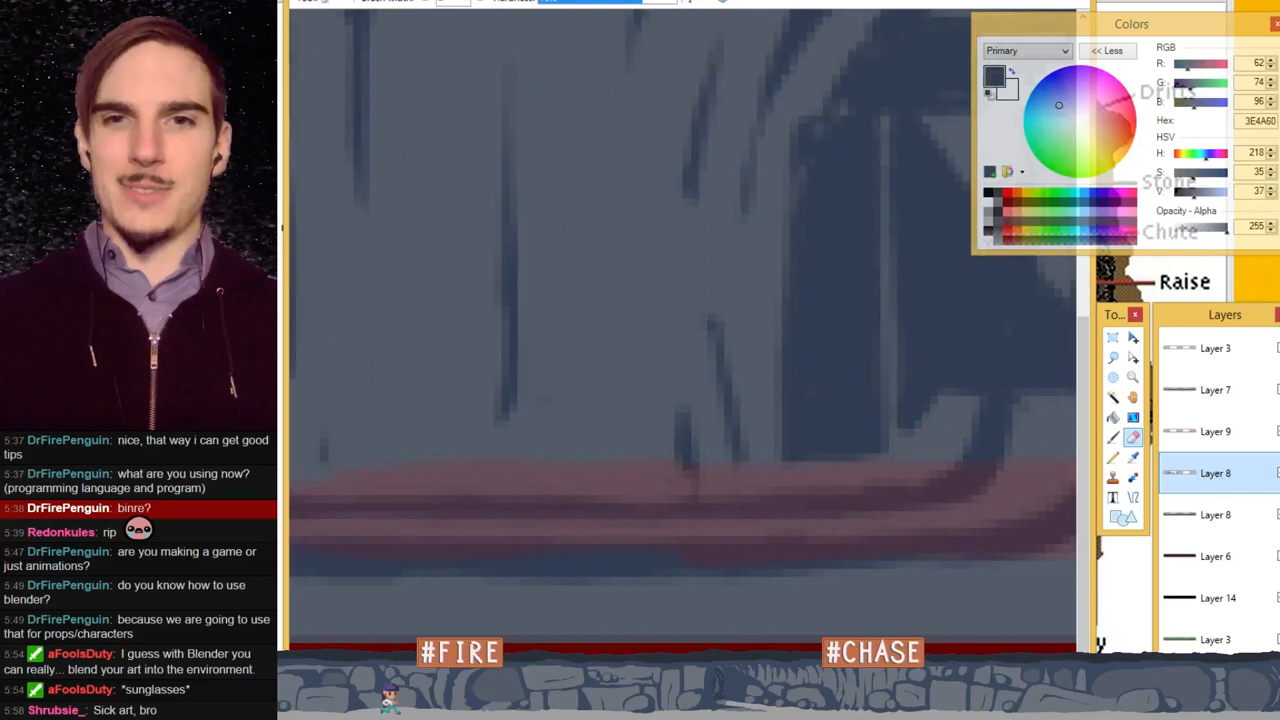 Colors
Primary
<< Less
RGB
R: 62
G: 74
B: 96
Hex: 3E4A60
HSV
H: 218
S: 35
V: 37
Opacity - Alpha
255
Drifts
Stone
Chute
Raise
To...
Layers
Layer 3
Layer 7
Layer 9
Layer 8
Layer 8
Layer 6
Layer 14
Layer 3
5:37 DrFirePenguin: nice, that way i can get good
tips
5:37 DrFirePenguin: what are you using now?
(programming language and program)
5:38 DrFirePenguin: binre?
5:39 Redonkules: rip
5:47 DrFirePenguin: are you making a game or
just animations?
5:49 DrFirePenguin: do you know how to use
blender?
5:49 DrFirePenguin: because we are going to use
that for props/characters
5:54 aFoolsDuty: I guess with Blender you
can really... blend your art into the environment.
5:54 aFoolsDuty: *sunglasses*
5:58 Shrubsie_: Sick art, bro
#FIRE
#CHASE